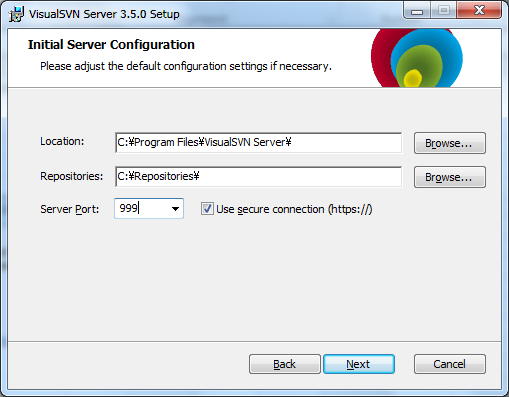 VisualSVN Server 3.5.0 Setup
Initial Server Configuration
Please adjust the default configuration settings if necessary.
Location: C:¥Program Files¥VisualSVN Server¥ Browse...
Repositories: C:¥Repositories¥ Browse...
Server Port: 999 Use secure connection (https://)
Back Next Cancel